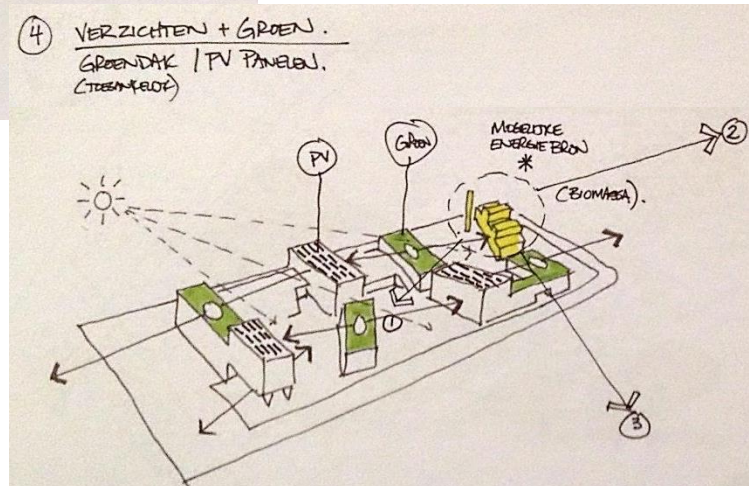 4 VERZICHTEN + GROEN.
GROENDAK / PV PANELEN.
(TOEGANKELIJK)
PV
GROEN
MOGELIJKE
ENERGIE BRON
*
(BIOMASSA).
2
1
3